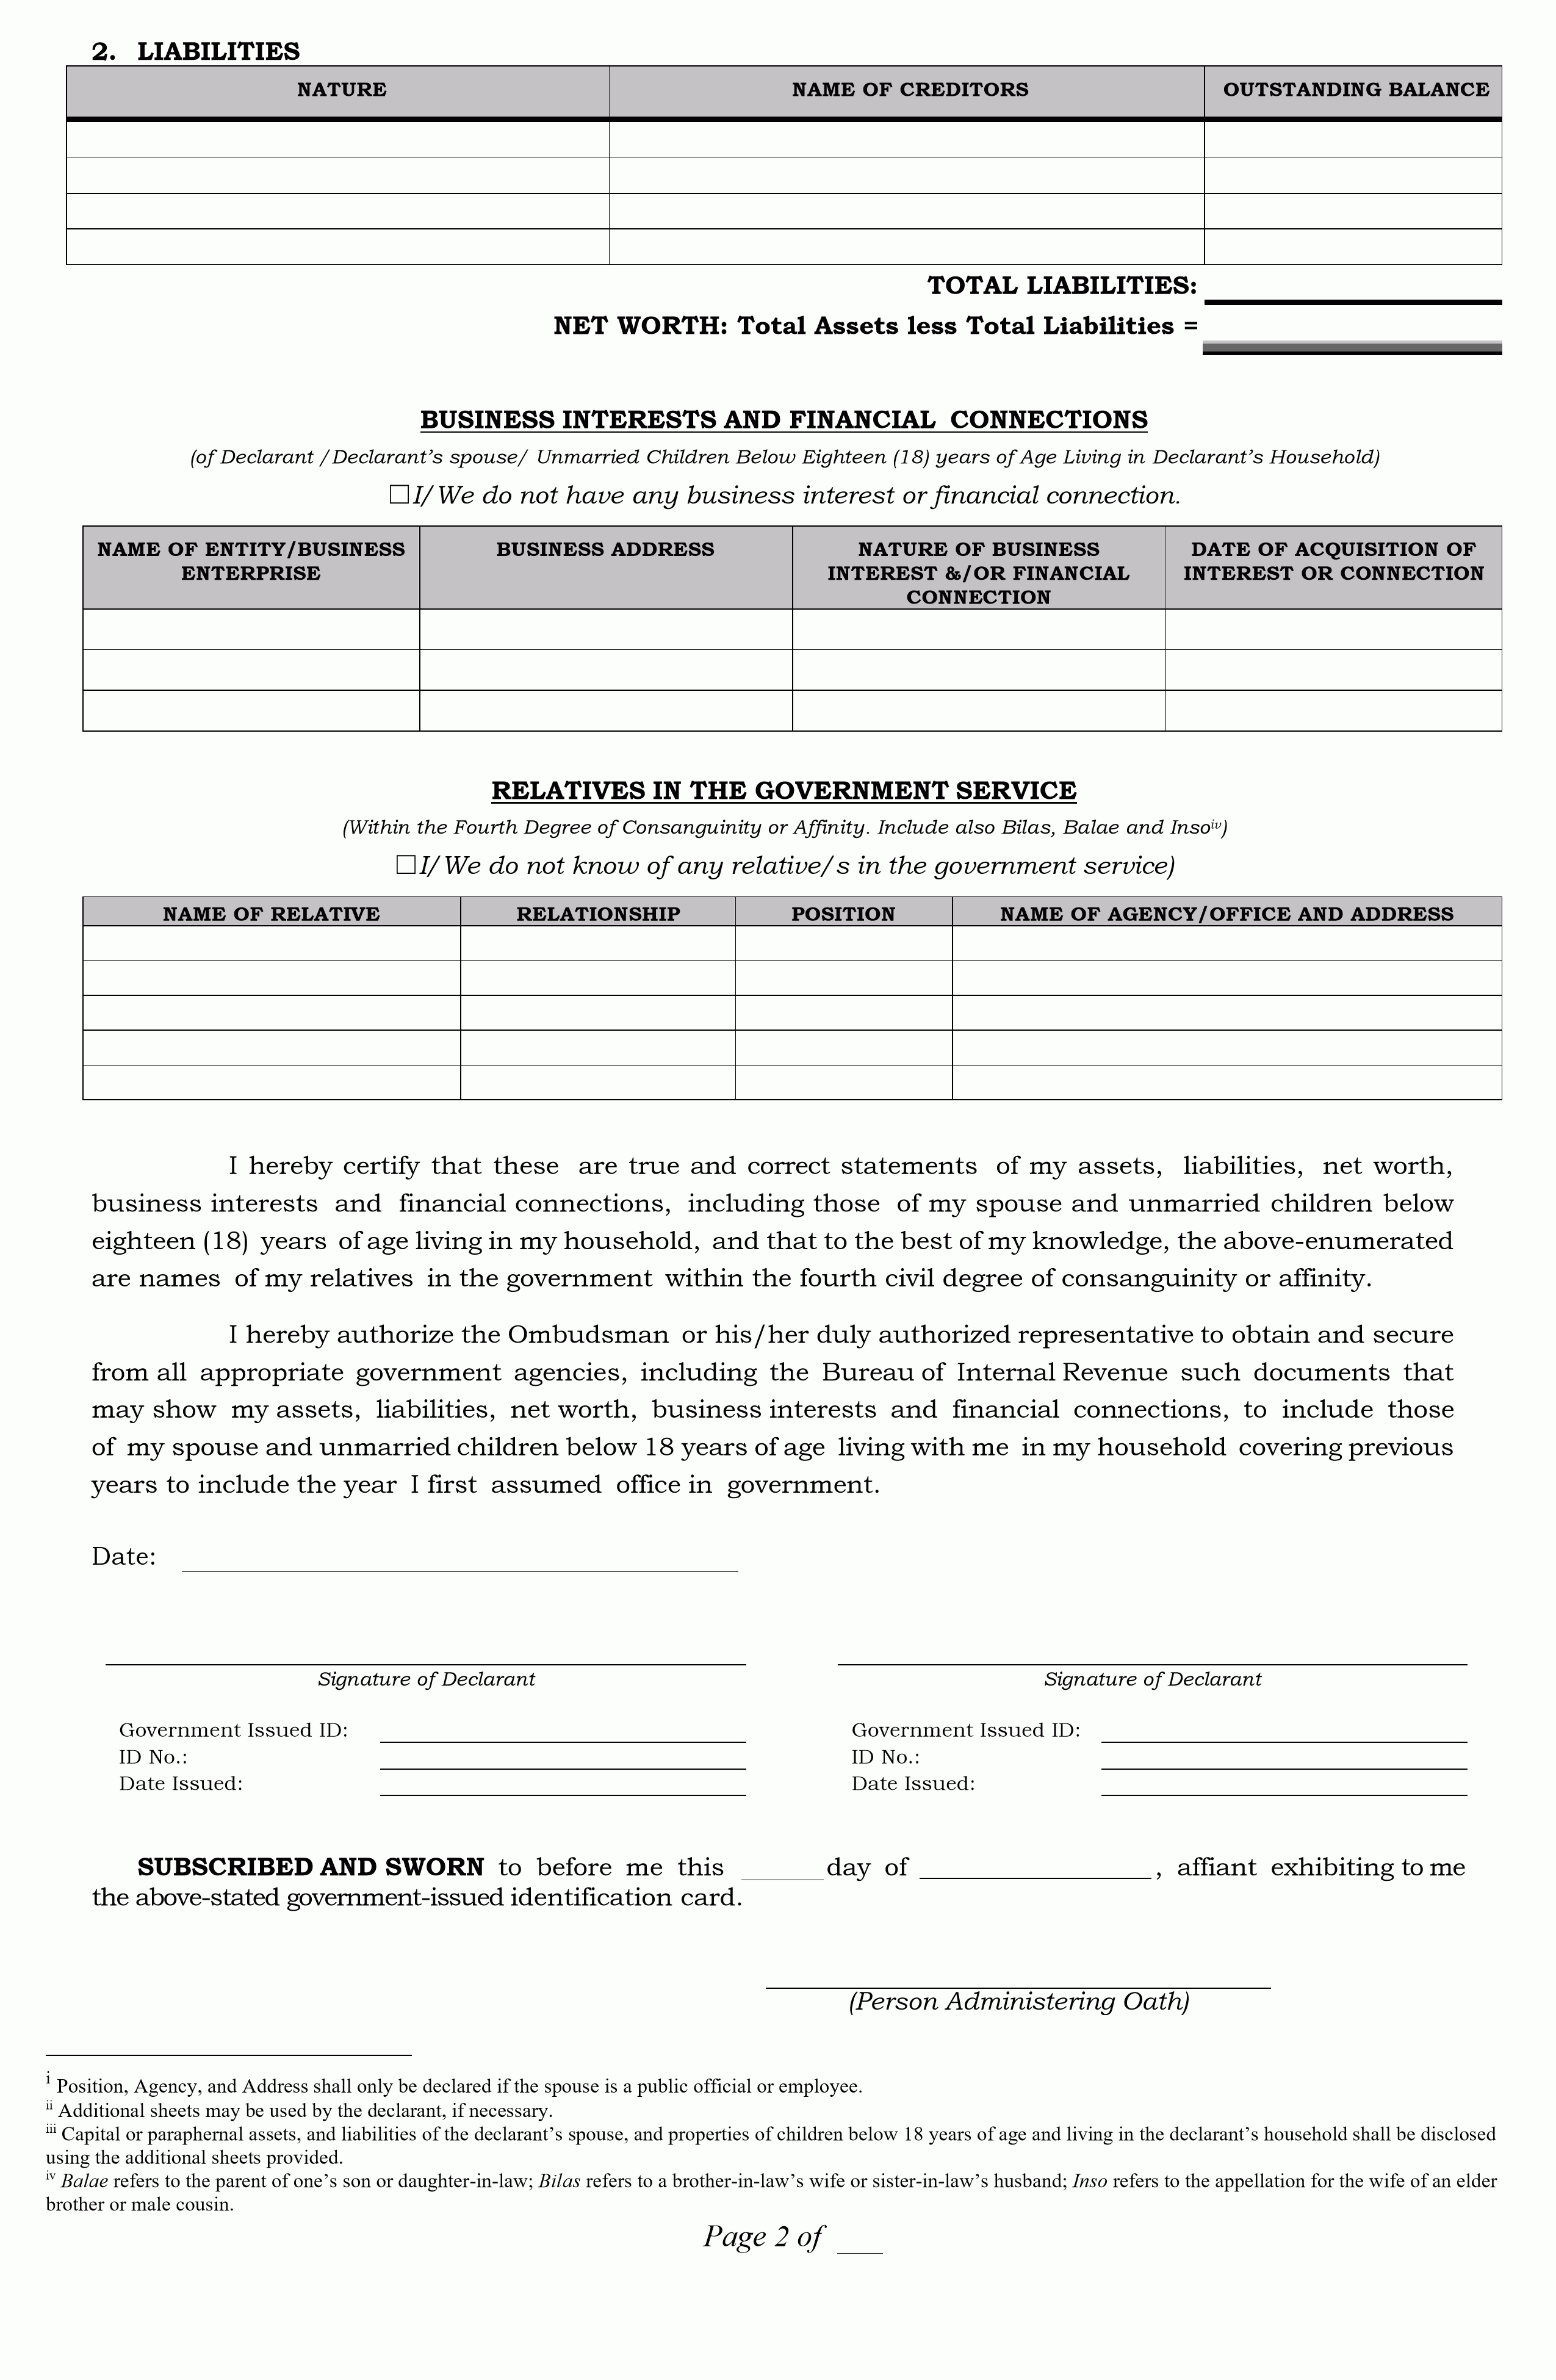 2. LIABILITIES
NATURE NAME OF CREDITORS OUTSTANDING BALANCE
TOTAL LIABILITIES:
NET WORTH: Total Assets less Total Liabilities =
BUSINESS INTERESTS AND FINANCIAL CONNECTIONS
(of Declarant /Declarant’s spouse/ Unmarried Children Below Eighteen (18) years of Age Living in Declarant’s Household)
☐I/We do not have any business interest or financial connection.
NAME OF ENTITY/BUSINESS ENTERPRISE BUSINESS ADDRESS NATURE OF BUSINESS INTEREST &/OR FINANCIAL CONNECTION DATE OF ACQUISITION OF INTEREST OR CONNECTION
RELATIVES IN THE GOVERNMENT SERVICE
(Within the Fourth Degree of Consanguinity or Affinity. Include also Bilas, Balae and Insoiv)
☐I/We do not know of any relative/s in the government service)
NAME OF RELATIVE RELATIONSHIP POSITION NAME OF AGENCY/OFFICE AND ADDRESS
I hereby certify that these are true and correct statements of my assets, liabilities, net worth,
business interests and financial connections, including those of my spouse and unmarried children below
eighteen (18) years of age living in my household, and that to the best of my knowledge, the above-enumerated
are names of my relatives in the government within the fourth civil degree of consanguinity or affinity.
I hereby authorize the Ombudsman or his/her duly authorized representative to obtain and secure
from all appropriate government agencies, including the Bureau of Internal Revenue such documents that
may show my assets, liabilities, net worth, business interests and financial connections, to include those
of my spouse and unmarried children below 18 years of age living with me in my household covering previous
years to include the year I first assumed office in government.
Date:
Signature of Declarant Signature of Declarant
Government Issued ID: Government Issued ID:
ID No.: ID No.:
Date Issued: Date Issued:
SUBSCRIBED AND SWORN to before me this ______day of ________________, affiant exhibiting to me
the above-stated government-issued identification card.
(Person Administering Oath)
i Position, Agency, and Address shall only be declared if the spouse is a public official or employee.
ii Additional sheets may be used by the declarant, if necessary.
iii Capital or paraphernal assets, and liabilities of the declarant’s spouse, and properties of children below 18 years of age and living in the declarant’s household shall be disclosed
using the additional sheets provided.
iv Balae refers to the parent of one’s son or daughter-in-law; Bilas refers to a brother-in-law’s wife or sister-in-law’s husband; Inso refers to the appellation for the wife of an elder
brother or male cousin.
Page 2 of ___